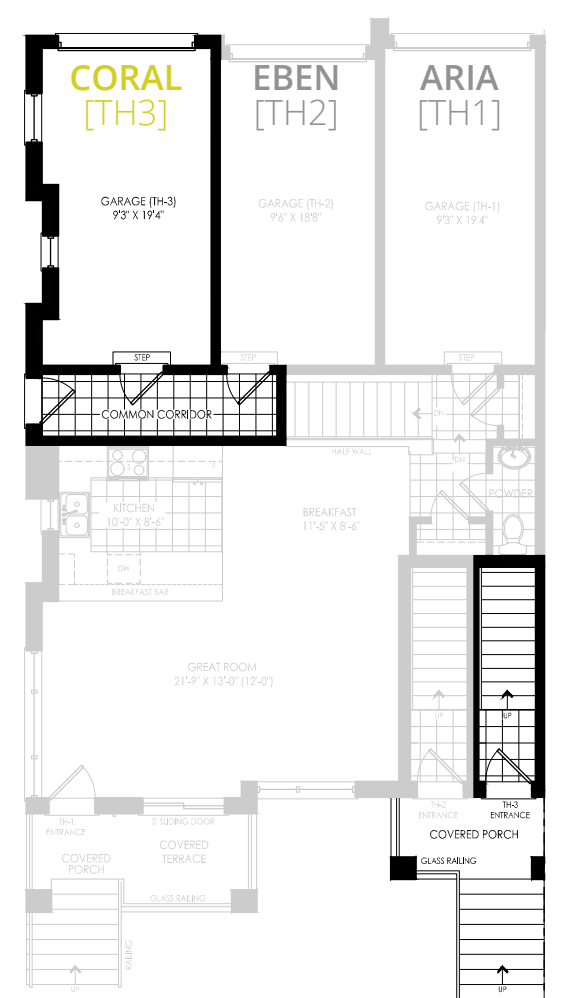 CORAL
[TH3]
EBEN
[TH2]
ARIA
[TH1]
GARAGE (TH-3)
9'3" X 19'4"
GARAGE (TH-2)
9'6" X 18'8"
GARAGE (TH-1)
9'3" X 19'4"
STEP
STEP
STEP
COMMON CORRIDOR
DN
HALF WALL
DN
S
S
KITCHEN
10'-0" X 8'-6"
BREAKFAST
11'-5" X 8'-6"
POWDER
DW
BREAKFAST BAR
GREAT ROOM
21'-9" X 13'-0" (12'-0")
UP
UP
TH-1
ENTRANCE
5' SLIDING DOOR
TH-2
ENTRANCE
TH-3
ENTRANCE
COVERED
PORCH
COVERED
TERRACE
COVERED PORCH
GLASS RAILING
GLASS RAILING
RAILING
UP
UP